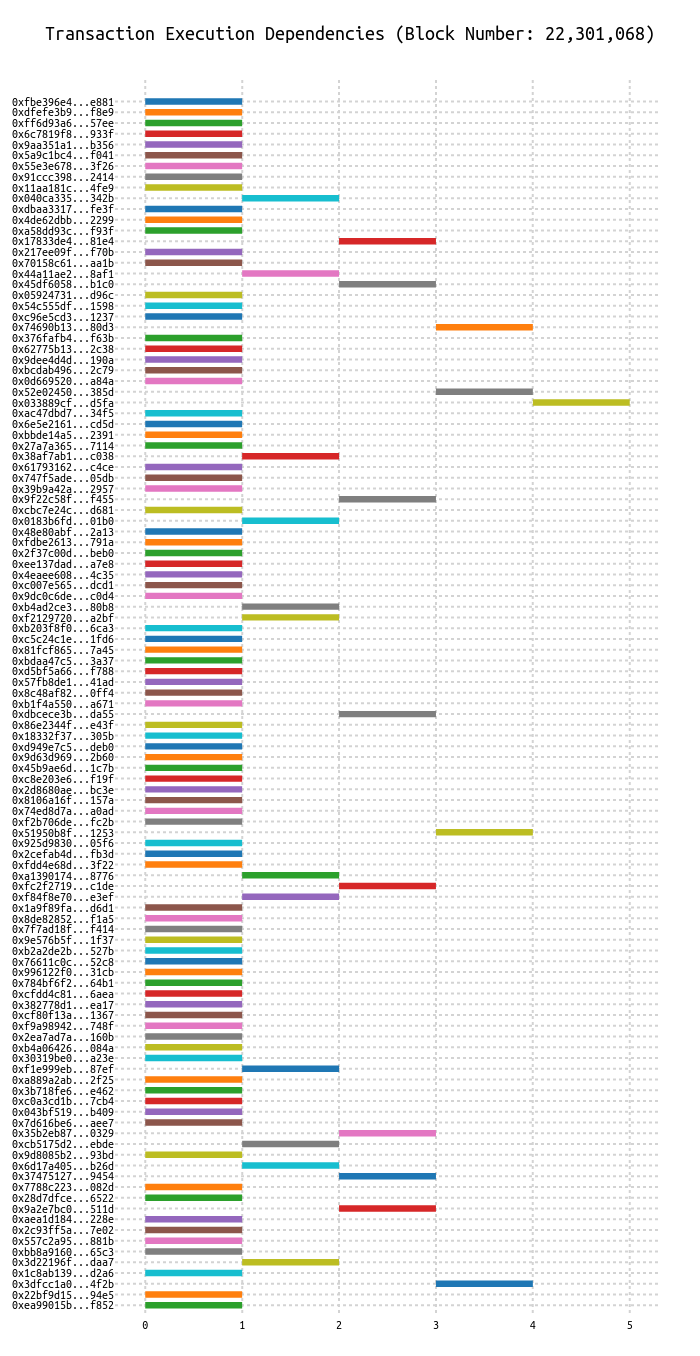 Transaction Execution Dependencies (Block Number: 22,301,068)
0xfbe396e4...e881
0xdfefe3b9...f8e9
0xff6d93a6...57ee
0x6c7819f8...933f
0x9aa351a1...b356
0x5a9c1bc4...f041
0x55e3e678...3f26
0x91ccc398...2414
0x11aa181c...4fe9
0x040ca335...342b
0xdbaa3317...fe3f
0x4de62dbb...2299
0xa58dd93c...f93f
0x17833de4...81e4
0x217ee09f...f70b
0x70158c61...aa1b
0x44a11ae2...8af1
0x45df6058...b1c0
0x05924731...d96c
0x54c555df...1598
0xc96e5cd3...1237
0x74690b13...80d3
0x376fafb4...f63b
0x62775b13...2c38
0x9dee4d4d...190a
0xbcdab496...2c79
0x0d669520...a84a
0x52e02450...385d
0x033889cf...d5fa
0xac47dbd7...34f5
0x6e5e2161...cd5d
0xbbde14a5...2391
0x27a7a365...7114
0x38af7ab1...c038
0x61793162...c4ce
0x747f5ade...05db
0x39b9a42a...2957
0x9f22c58f...f455
0xcbc7e24c...d681
0x0183b6fd...01b0
0x48e80abf...2a13
0xfdbe2613...791a
0x2f37c00d...beb0
0xee137dad...a7e8
0x4eaee608...4c35
0xc007e565...dcd1
0x9dc0c6de...c0d4
0xb4ad2ce3...80b8
0xf2129720...a2bf
0xb203f8f0...6ca3
0xc5c24c1e...1fd6
0x81fcf865...7a45
0xbdaa47c5...3a37
0xd5bf5a66...f788
0x57fb8de1...41ad
0x8c48af82...0ff4
0xb1f4a550...a671
0xdbcece3b...da55
0x86e2344f...e43f
0x18332f37...305b
0xd949e7c5...deb0
0x9d63d969...2b60
0x45b9ae6d...1c7b
0xc8e203e6...f19f
0x2d8680ae...bc3e
0x8106a16f...157a
0x74ed8d7a...a0ad
0xf2b706de...fc2b
0x51950b8f...1253
0x925d9830...05f6
0x2cefab4d...fb3d
0xfdd4e68d...3f22
0xa1390174...8776
0xfc2f2719...c1de
0xf84f8e70...e3ef
0x1a9f89fa...d6d1
0x8de82852...f1a5
0x7f7ad18f...f414
0x9e576b5f...1f37
0xb2a2de2b...527b
0x76611c0c...52c8
0x996122f0...31cb
0x784bf6f2...64b1
0xcfdd4c81...6aea
0x382778d1...ea17
0xcf80f13a...1367
0xf9a98942...748f
0x2ea7ad7a...160b
0xb4a06426...084a
0x30319be0...a23e
0xf1e999eb...87ef
0xa889a2ab...2f25
0x3b718fe6...e462
0xc0a3cd1b...7cb4
0x043bf519...b409
0x7d616be6...aee7
0x35b2eb87...0329
0xcb5175d2...ebde
0x9d8085b2...93bd
0x6d17a405...b26d
0x37475127...9454
0x7788c223...082d
0x28d7dfce...6522
0x9a2e7bc0...511d
0xaea1d184...228e
0x2c93ff5a...7e02
0x557c2a95...881b
0xbb8a9160...65c3
0x3d22196f...daa7
0x1c8ab139...d2a6
0x3dfcc1a0...4f2b
0x22bf9d15...94e5
0xea99015b...f852
0 1 2 3 4 5